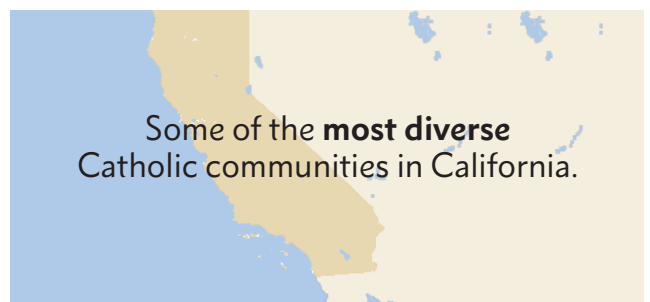 Some of the most diverse
Catholic communities in California.